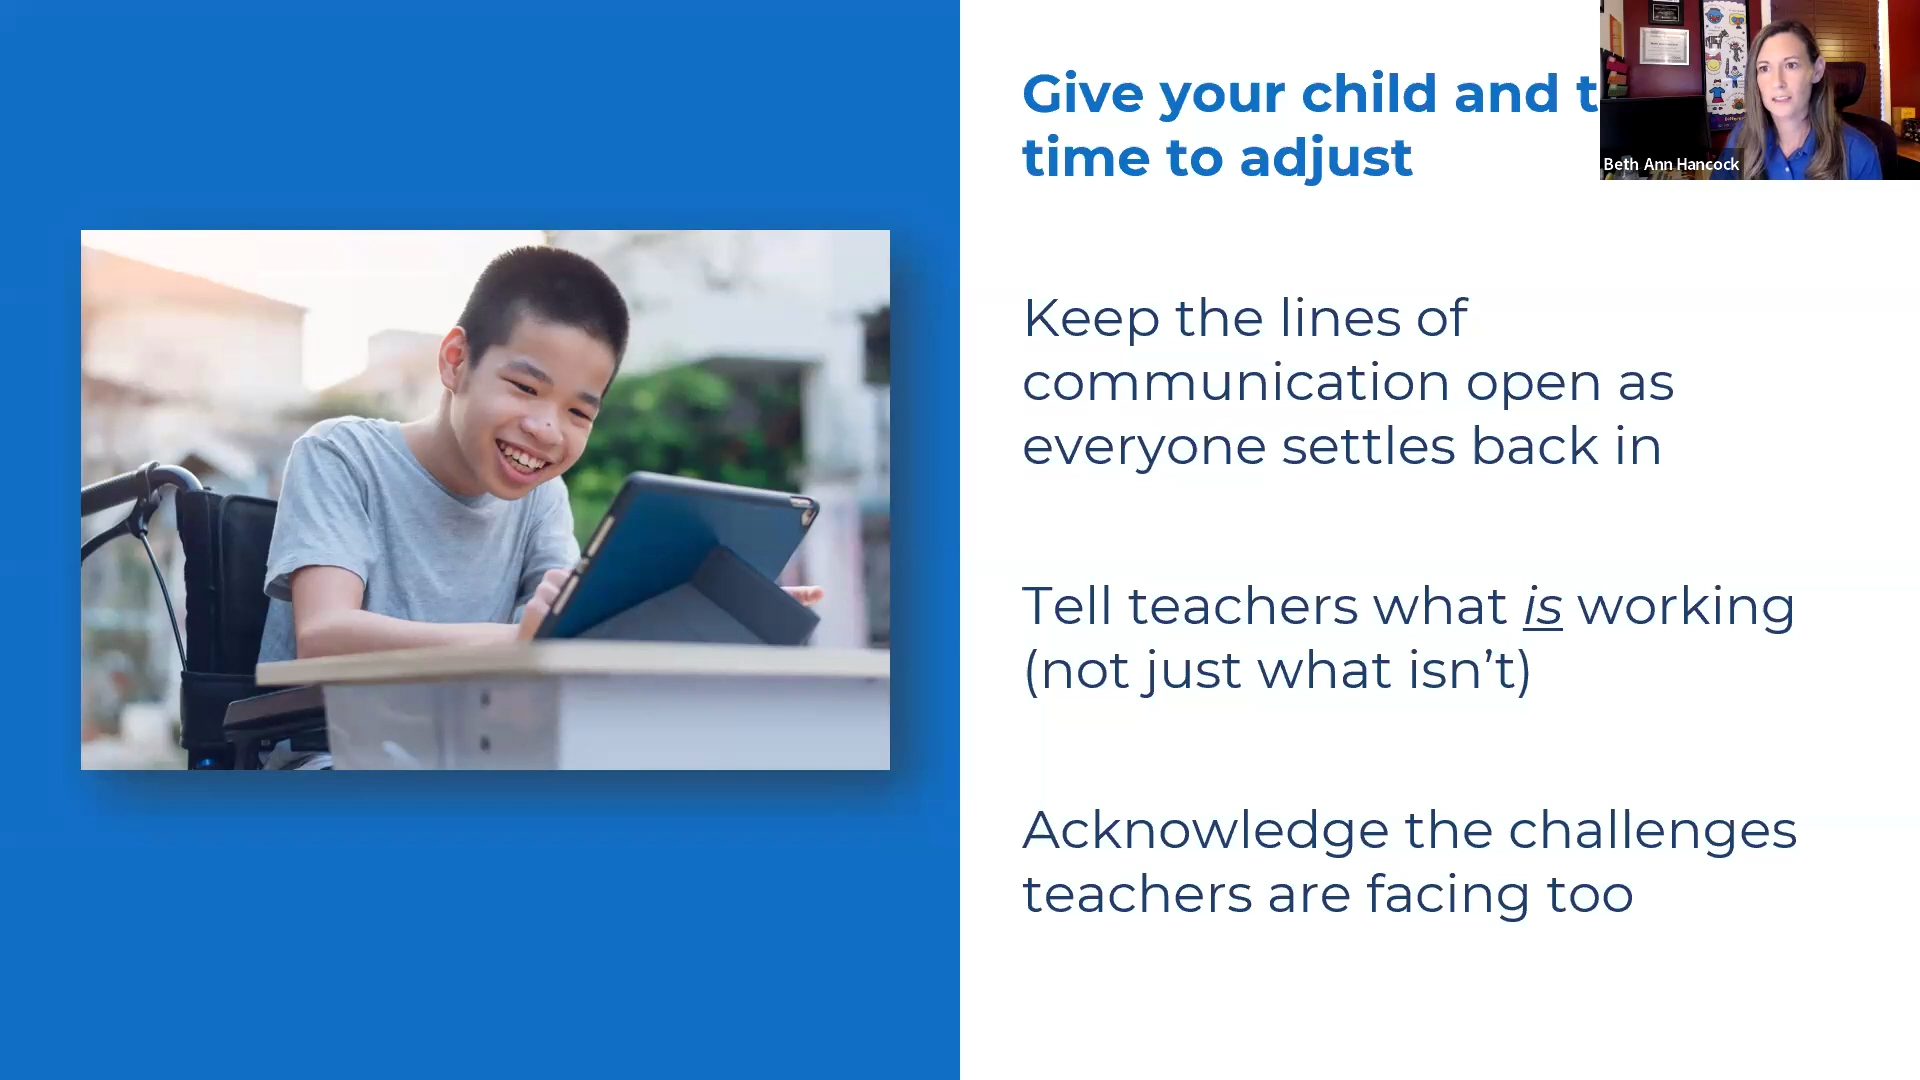 Give your child and t
time to adjust
Beth Ann Hancock
Keep the lines of
communication open as
everyone settles back in
Tell teachers what is working
(not just what isn’t)
Acknowledge the challenges
teachers are facing too